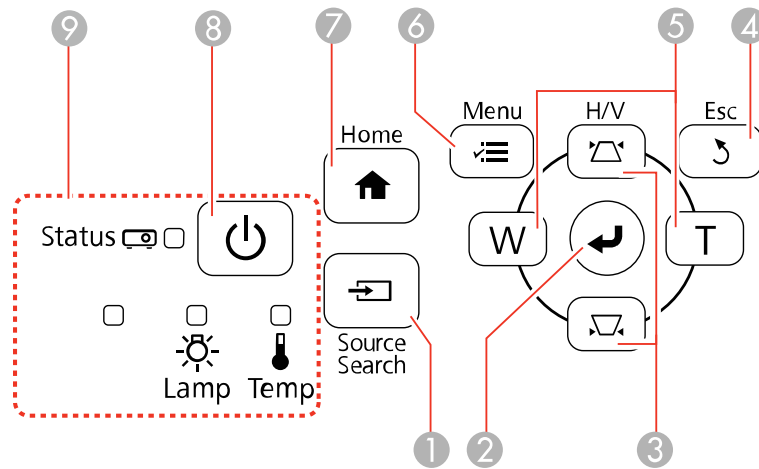 9 8 7 6 5 4
Menu H/V Esc
Home
W T
Status
Source
Search
Lamp Temp
1 2 3